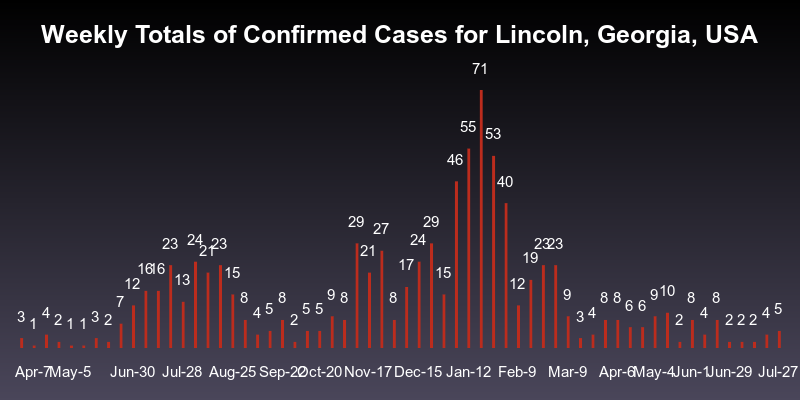 Weekly Totals of Confirmed Cases for Lincoln, Georgia, USA
3 1 4 2 1 1 3 2 7 12 16 16 23 13 24 21 23 15 8 4 5 8 2 5 5 9 8 29 21 27 8 17 24 29 15 46 55 71 53 40 12 19 23 23 9 3 4 8 8 6 6 9 10 2 8 4 8 2 2 2 4 5
Apr-7 May-5 Jun-30 Jul-28 Aug-25 Sep-22 Oct-20 Nov-17 Dec-15 Jan-12 Feb-9 Mar-9 Apr-6 May-4 Jun-1 Jun-29 Jul-27